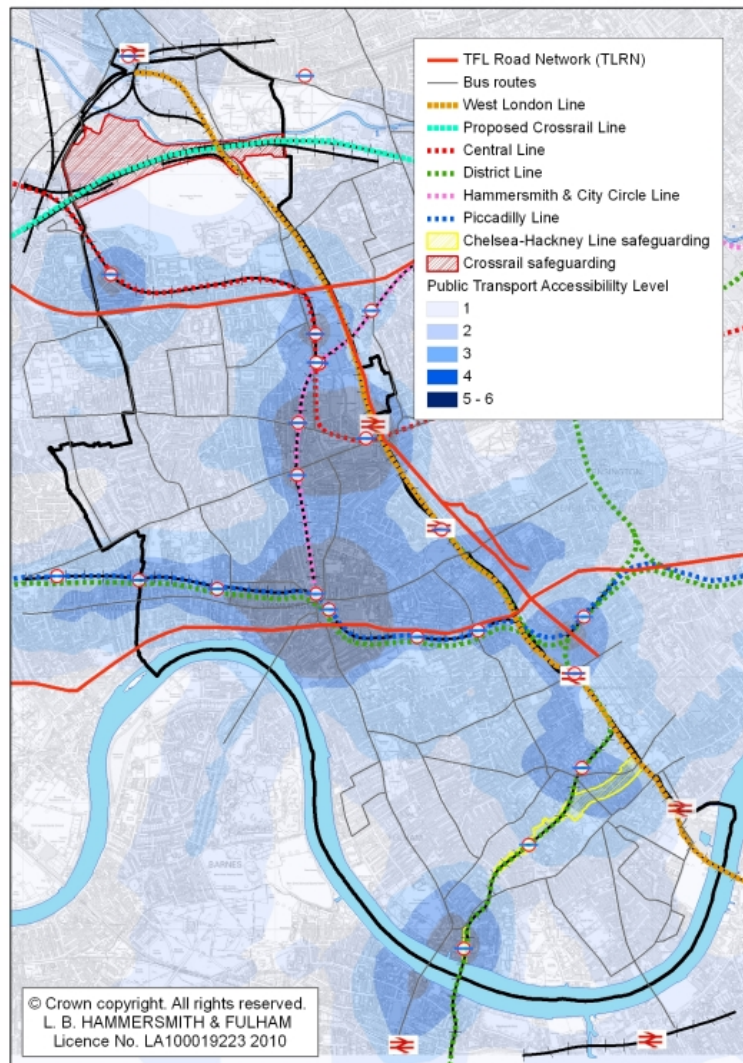 TFL Road Network (TLRN)
Bus routes
West London Line
Proposed Crossrail Line
Central Line
District Line
Hammersmith & City Circle Line
Piccadilly Line
Chelsea-Hackney Line safeguarding
Crossrail safeguarding
Public Transport Accessibility Level
1
2
3
4
5 - 6
BARNES
© Crown copyright. All rights reserved.
L. B. HAMMERSMITH & FULHAM
Licence No. LA100019223 2010